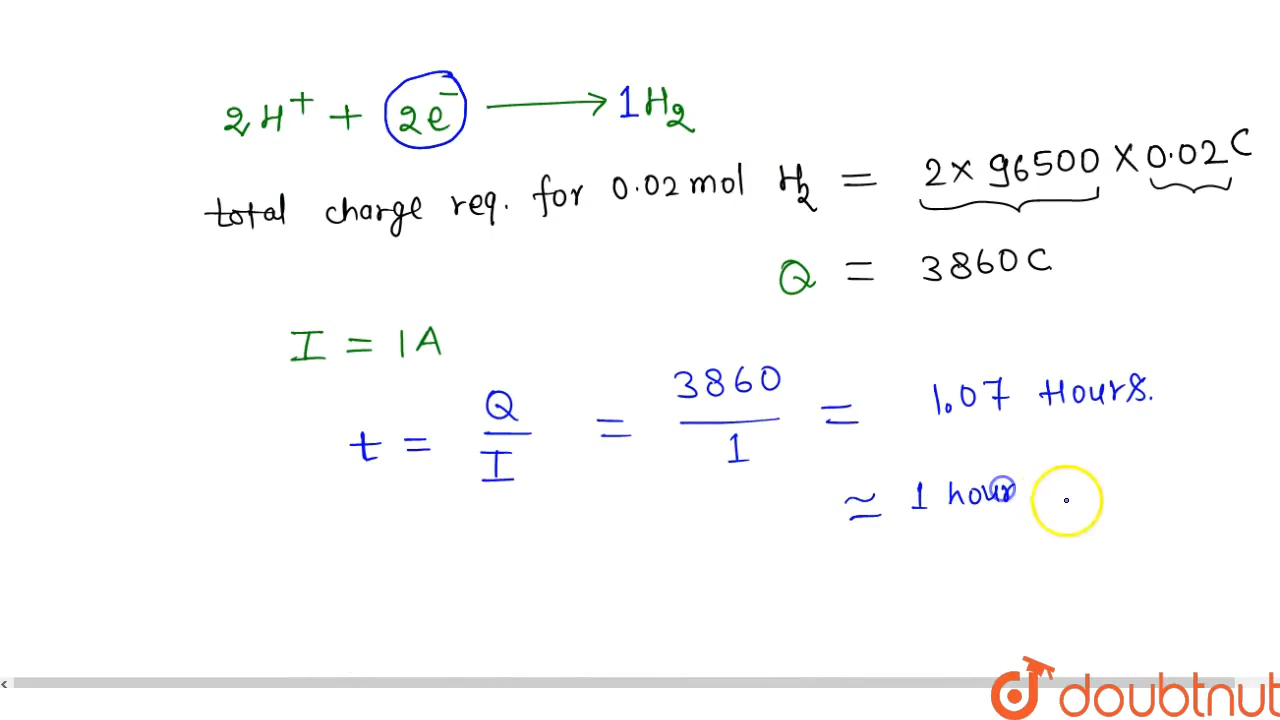 2H⁺ + 2e⁻ → 1H₂
total charge req. for 0.02 mol H₂ = 2 × 96500 × 0.02 C
Q = 3860 C
I = 1A
t = Q/I = 3860/1 = 1.07 Hours.
≈ 1 hour
doubtnut